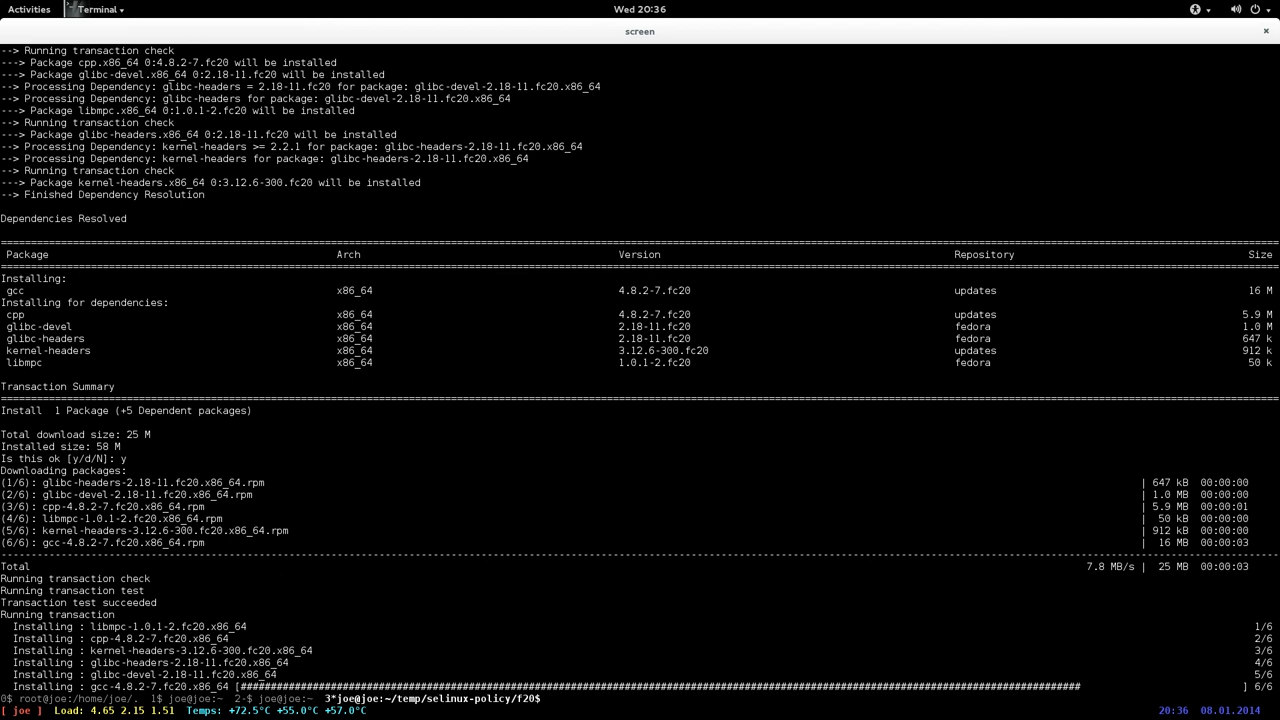 Activities Terminal Wed 20:36
screen ×
--> Running transaction check
---> Package cpp.x86_64 0:4.8.2-7.fc20 will be installed
---> Package glibc-devel.x86_64 0:2.18-11.fc20 will be installed
--> Processing Dependency: glibc-headers = 2.18-11.fc20 for package: glibc-devel-2.18-11.fc20.x86_64
--> Processing Dependency: glibc-headers for package: glibc-devel-2.18-11.fc20.x86_64
---> Package libmpc.x86_64 0:1.0.1-2.fc20 will be installed
--> Running transaction check
---> Package glibc-headers.x86_64 0:2.18-11.fc20 will be installed
--> Processing Dependency: kernel-headers >= 2.2.1 for package: glibc-headers-2.18-11.fc20.x86_64
--> Processing Dependency: kernel-headers for package: glibc-headers-2.18-11.fc20.x86_64
--> Running transaction check
---> Package kernel-headers.x86_64 0:3.12.6-300.fc20 will be installed
--> Finished Dependency Resolution
Dependencies Resolved
Package Arch Version Repository Size
Installing:
gcc x86_64 4.8.2-7.fc20 updates 16 M
Installing for dependencies:
cpp x86_64 4.8.2-7.fc20 updates 5.9 M
glibc-devel x86_64 2.18-11.fc20 fedora 1.0 M
glibc-headers x86_64 2.18-11.fc20 fedora 647 k
kernel-headers x86_64 3.12.6-300.fc20 updates 912 k
libmpc x86_64 1.0.1-2.fc20 fedora 50 k
Transaction Summary
Install  1 Package (+5 Dependent packages)
Total download size: 25 M
Installed size: 58 M
Is this ok [y/d/N]: y
Downloading packages:
(1/6): glibc-headers-2.18-11.fc20.x86_64.rpm | 647 kB 00:00:00
(2/6): glibc-devel-2.18-11.fc20.x86_64.rpm | 1.0 MB 00:00:00
(3/6): cpp-4.8.2-7.fc20.x86_64.rpm | 5.9 MB 00:00:01
(4/6): libmpc-1.0.1-2.fc20.x86_64.rpm | 50 kB 00:00:00
(5/6): kernel-headers-3.12.6-300.fc20.x86_64.rpm | 912 kB 00:00:00
(6/6): gcc-4.8.2-7.fc20.x86_64.rpm | 16 MB 00:00:03
Total 7.8 MB/s | 25 MB 00:00:03
Running transaction check
Running transaction test
Transaction test succeeded
Running transaction
Installing : libmpc-1.0.1-2.fc20.x86_64 1/6
Installing : cpp-4.8.2-7.fc20.x86_64 2/6
Installing : kernel-headers-3.12.6-300.fc20.x86_64 3/6
Installing : glibc-headers-2.18-11.fc20.x86_64 4/6
Installing : glibc-devel-2.18-11.fc20.x86_64 5/6
Installing : gcc-4.8.2-7.fc20.x86_64 [############################################################################################################################################ ] 6/6
0$ root@joe:/home/joe/. 1$ joe@joe:~ 2-$ joe@joe:~ 3*joe@joe:~/temp/selinux-policy/f20$
[ joe ] Load: 4.65 2.15 1.51 Temps: +72.5°C +55.0°C +57.0°C 20:36 08.01.2014